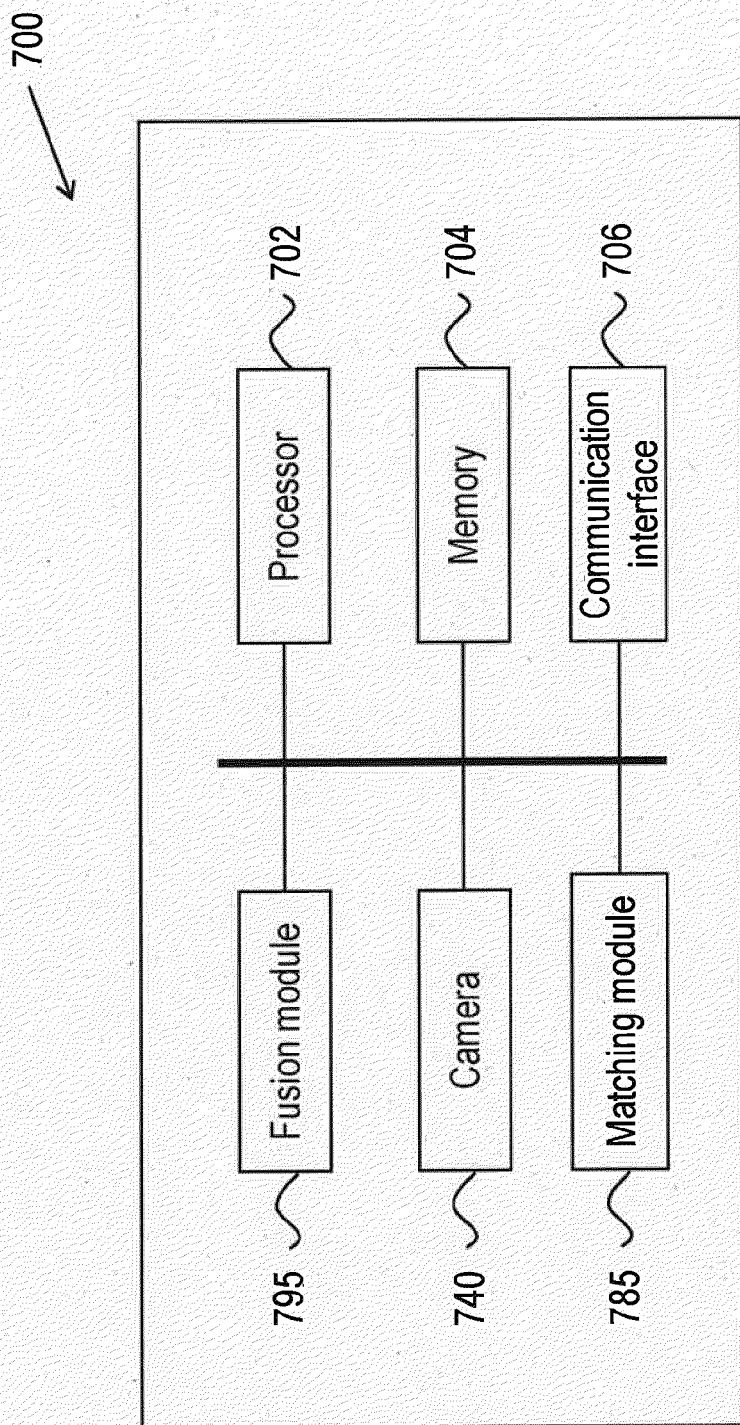 700
795
Fusion module
Processor
702
740
Camera
Memory
704
785
Matching module
Communication
interface
706